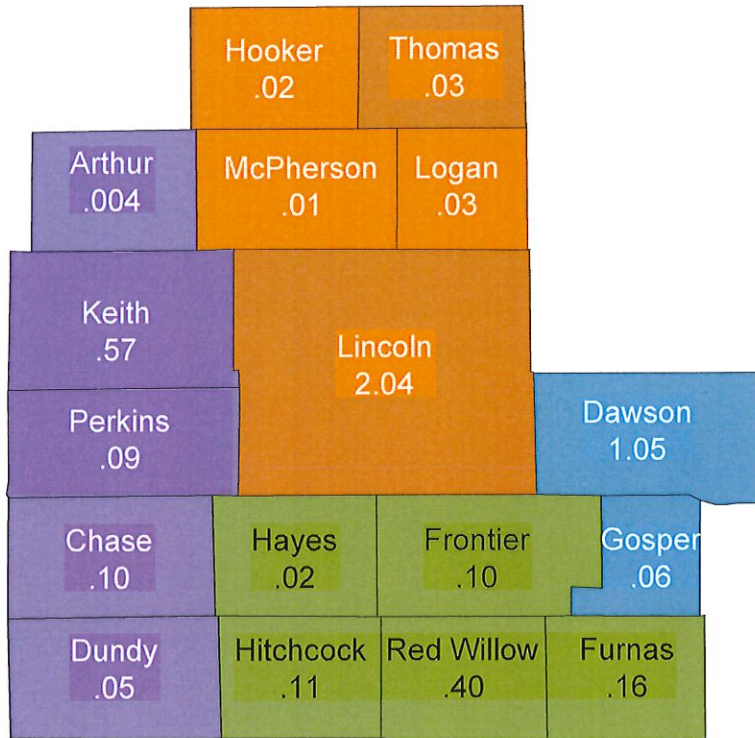 Hooker
.02
Thomas
.03
Arthur
.004
McPherson
.01
Logan
.03
Keith
.57
Lincoln
2.04
Perkins
.09
Dawson
1.05
Chase
.10
Hayes
.02
Frontier
.10
Gosper
.06
Dundy
.05
Hitchcock
.11
Red Willow
.40
Furnas
.16